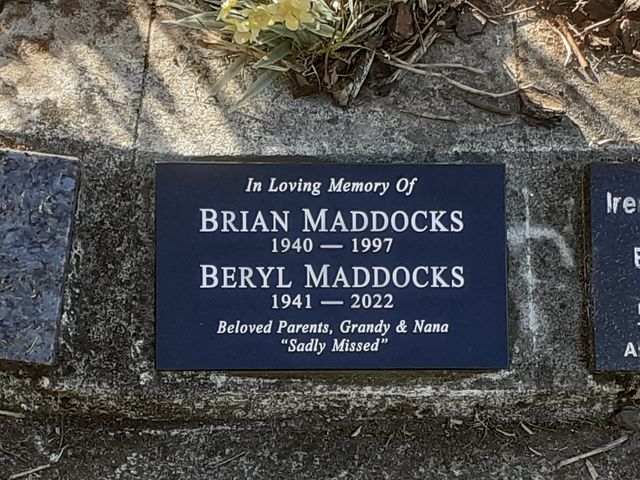 In Loving Memory Of
BRIAN MADDOCKS
1940 — 1997
BERYL MADDOCKS
1941 — 2022
Beloved Parents, Grandy & Nana
“Sadly Missed”